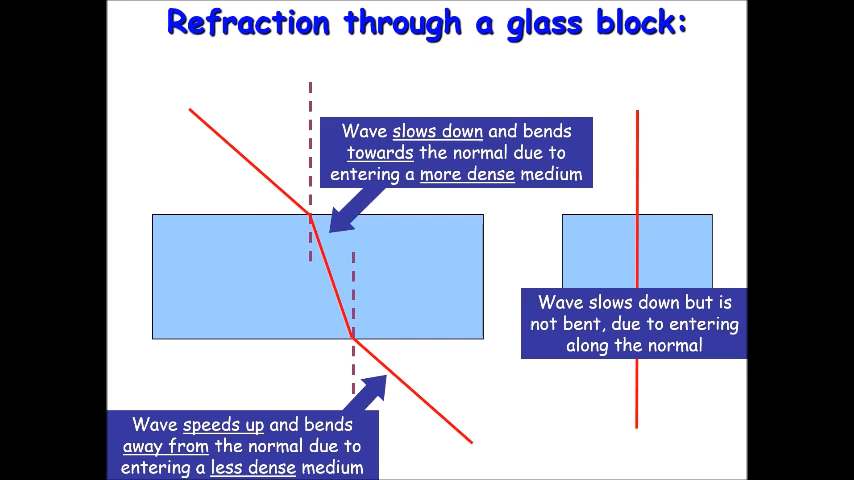 Refraction through a glass block:
Wave slows down and bends
towards the normal due to
entering a more dense medium
Wave slows down but is
not bent, due to entering
along the normal
Wave speeds up and bends
away from the normal due to
entering a less dense medium